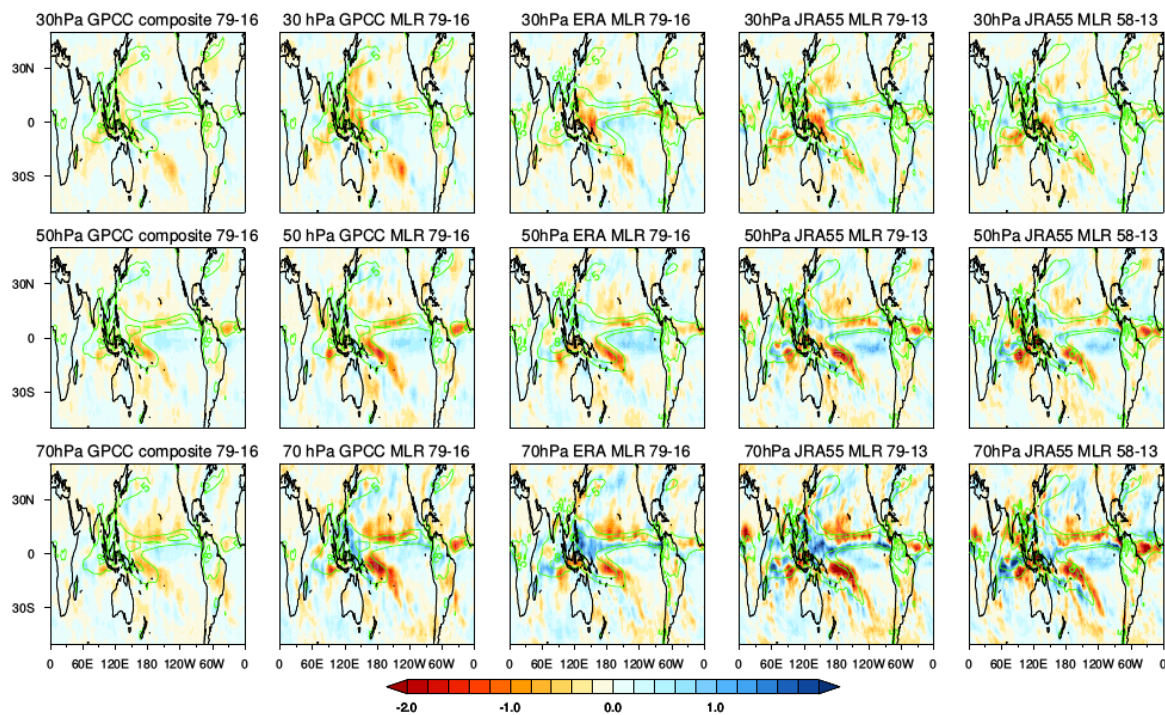 30hPa GPCC composite 79-16 30 hPa GPCC MLR 79-16 30hPa ERA MLR 79-16 30hPa JRA55 MLR 79-13 30hPa JRA55 MLR 58-13
30N
0
30S
50hPa GPCC composite 79-16 50 hPa GPCC MLR 79-16 50hPa ERA MLR 79-16 50hPa JRA55 MLR 79-13 50hPa JRA55 MLR 58-13
30N
0
30S
70hPa GPCC composite 79-16 70 hPa GPCC MLR 79-16 70hPa ERA MLR 79-16 70hPa JRA55 MLR 79-13 70hPa JRA55 MLR 58-13
30N
0
30S
0 60E 120E 180 120W 60W 0 0 60E 120E 180 120W 60W 0 0 60E 120E 180 120W 60W 0 0 60E 120E 180 120W 60W 0 0 60E 120E 180 120W 60W 0
-2.0 -1.0 0.0 1.0